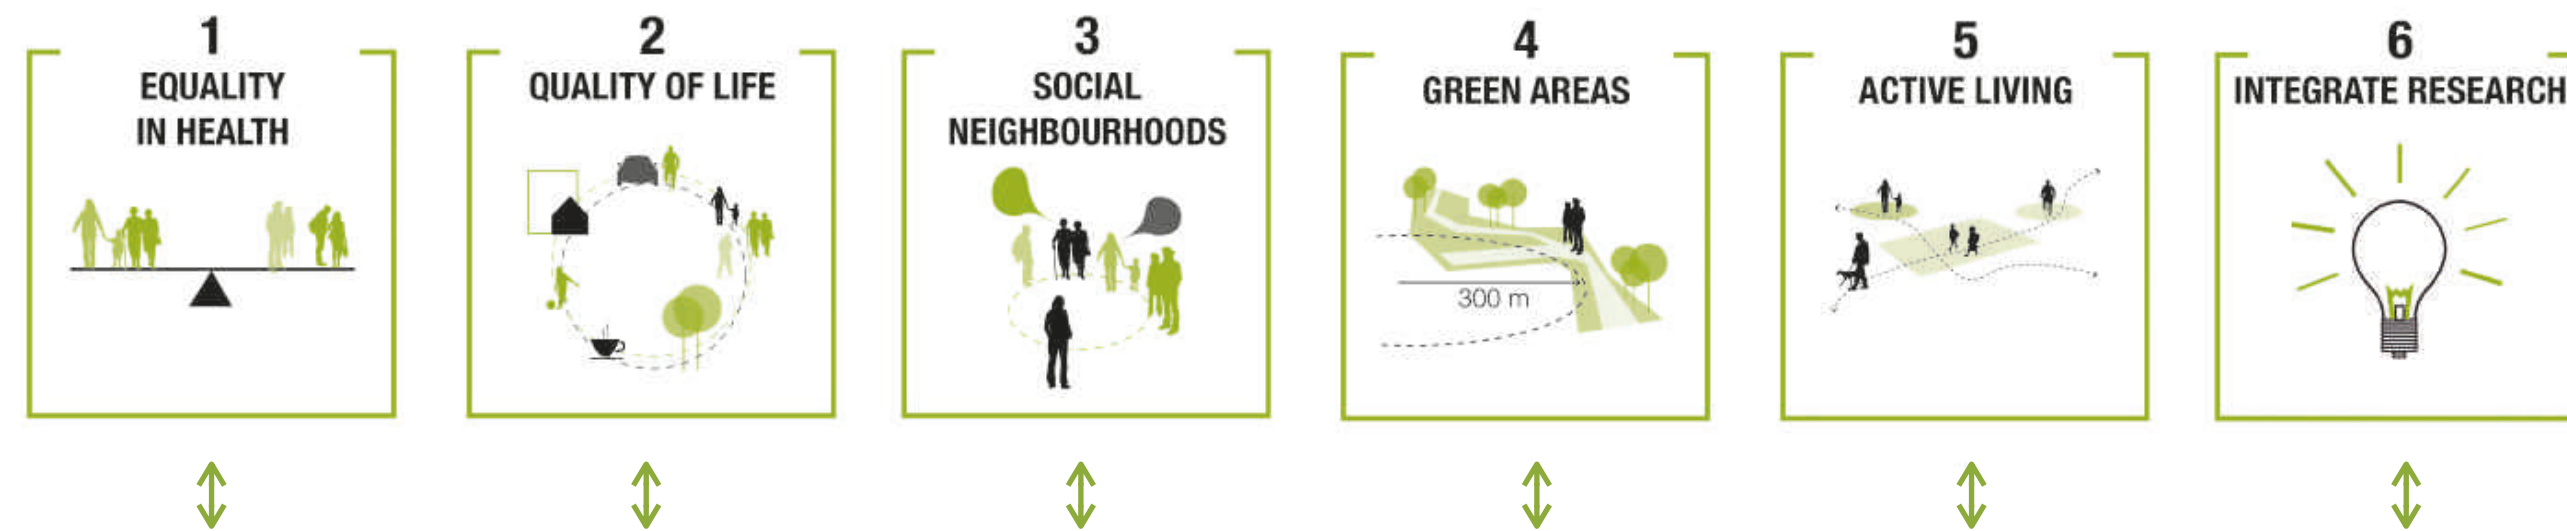 1
EQUALITY
IN HEALTH
2
QUALITY OF LIFE
3
SOCIAL
NEIGHBOURHOODS
4
GREEN AREAS
300 m
5
ACTIVE LIVING
6
INTEGRATE RESEARCH